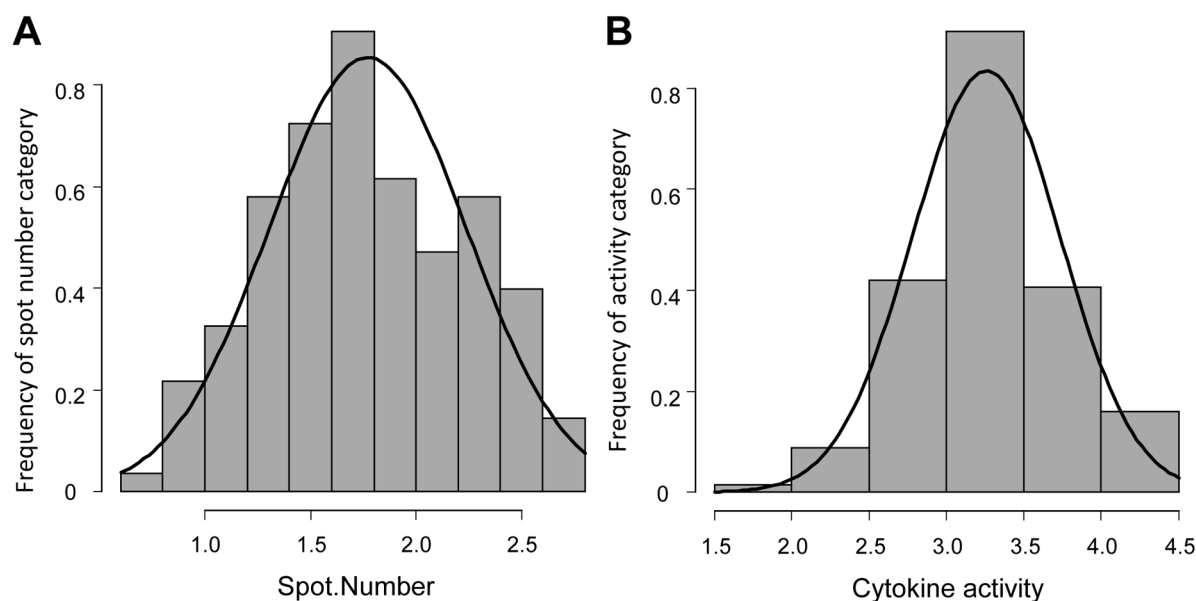 A
Frequency of spot number category
0.8
0.6
0.4
0.2
0
1.0 1.5 2.0 2.5
Spot.Number
B
Frequency of activity category
0.8
0.6
0.4
0.2
0
1.5 2.0 2.5 3.0 3.5 4.0 4.5
Cytokine activity